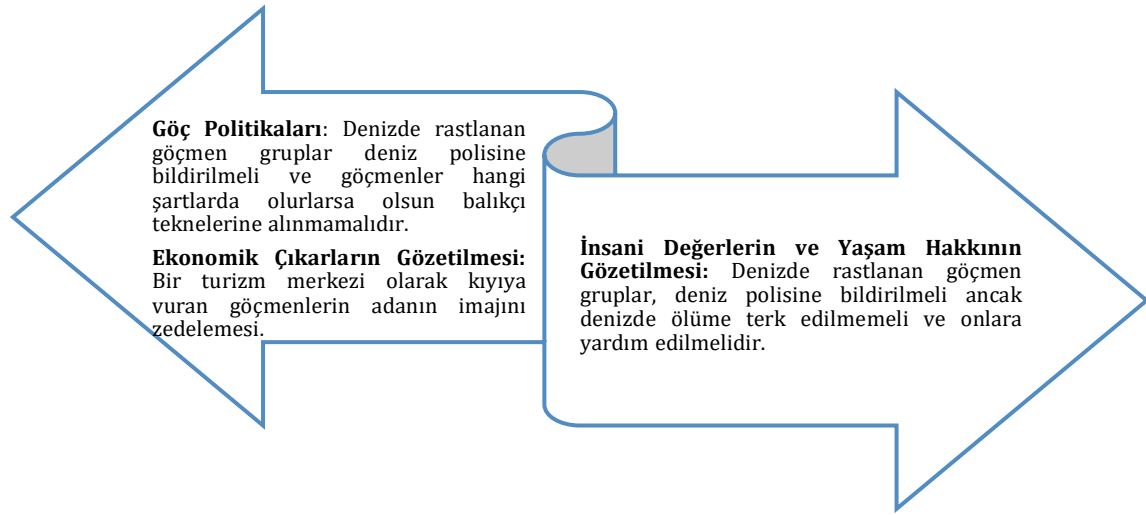 Göç Politikaları: Denizde rastlanan
göçmen gruplar deniz polisine
bildirilmeli ve göçmenler hangi
şartlarda olurlarsa olsun balıkçı
teknelerine alınmamalıdır.
Ekonomik Çıkarların Gözetilmesi:
Bir turizm merkezi olarak kıyıya
vuran göçmenlerin adanın imajını
zedelemesi.
İnsani Değerlerin ve Yaşam Hakkının
Gözetilmesi: Denizde rastlanan göçmen
gruplar, deniz polisine bildirilmeli ancak
denizde ölüme terk edilmemeli ve onlara
yardım edilmelidir.